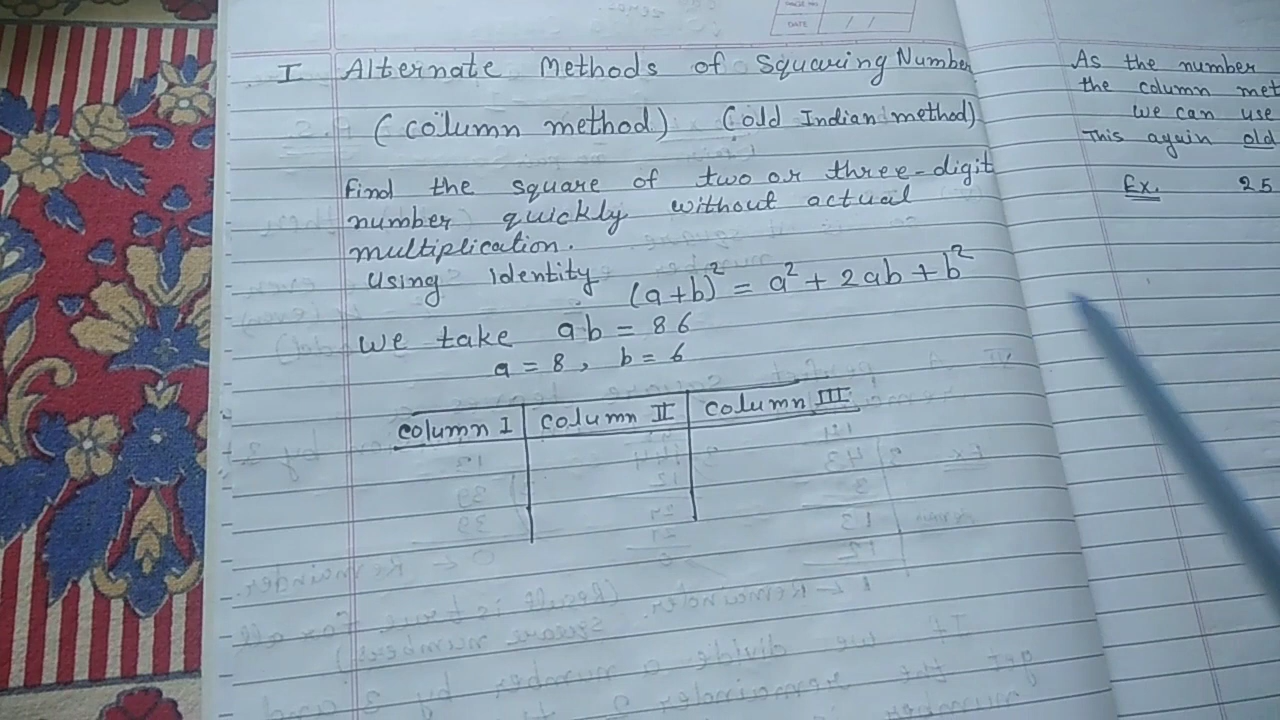 DATE / /
I Alternate Methods of Squaring Number
(column method) (old Indian method)
Find the square of two or three-digit
number quickly without actual
multiplication.
Using Identity (a+b)² = a² + 2ab + b²
We take ab = 86
a = 8, b = 6
column I column II column III
As the number
the column met
we can use
This again old
Ex. 25